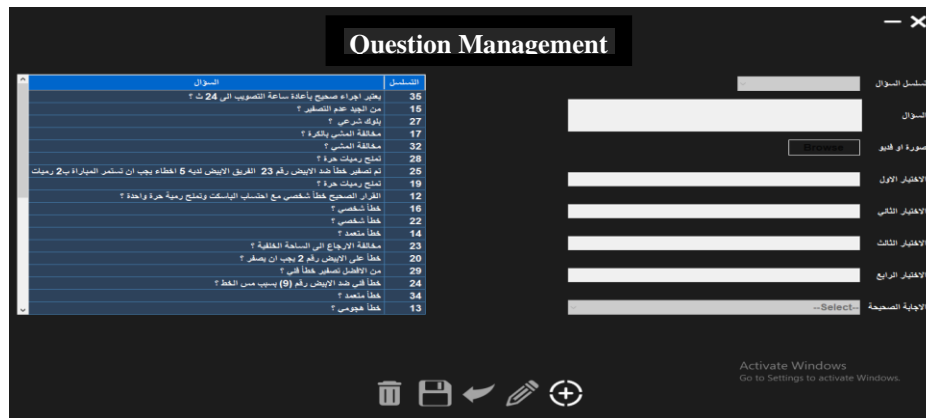 Question Management
السؤال التسلسل
يعتبر اجراء صحيح بأعادة ساعة التصويب الى 24 ث ؟ 35
من الجيد عدم التصفير ؟ 15
بلوك شرعي ؟ 27
مخالفة المشي بالكرة ؟ 17
مخالفة المشي ؟ 32
تمنح رميات حرة ؟ 28
تم تصفير خطأ ضد الابيض رقم 23 الفريق الابيض لديه 5 اخطاء يجب ان تستمر المباراة ب2 رميات 25
تمنح رميات حرة ؟ 19
القرار الصحيح خطأ شخصي مع احتساب الباسكت وتمنح رمية حرة واحدة ؟ 12
خطأ شخصي ؟ 16
خطأ شخصي ؟ 22
خطأ متعمد ؟ 14
مخالفة الارجاع الى الساحة الخلفية ؟ 23
خطأ على الابيض رقم 2 يجب ان يصفر ؟ 20
من الافضل تصفير خطأ فني ؟ 29
خطأ فني ضد الابيض رقم (9) بسبب مس الخط ؟ 24
خطأ متعمد ؟ 34
خطأ هجومي ؟ 13
تسلسل السؤال
السؤال
صورة او فديو
Browse
الاختيار الاول
الاختيار الثاني
الاختيار الثالث
الاختيار الرابع
الاجابة الصحيحة
--Select--
Activate Windows
Go to Settings to activate Windows.